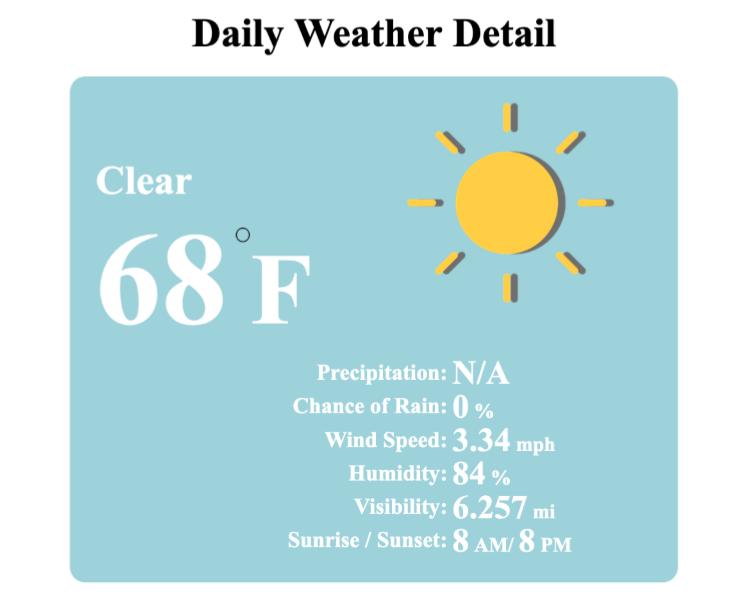 Daily Weather Detail
Clear
68°F
Precipitation: N/A
Chance of Rain: 0 %
Wind Speed: 3.34 mph
Humidity: 84 %
Visibility: 6.257 mi
Sunrise / Sunset: 8 AM/ 8 PM